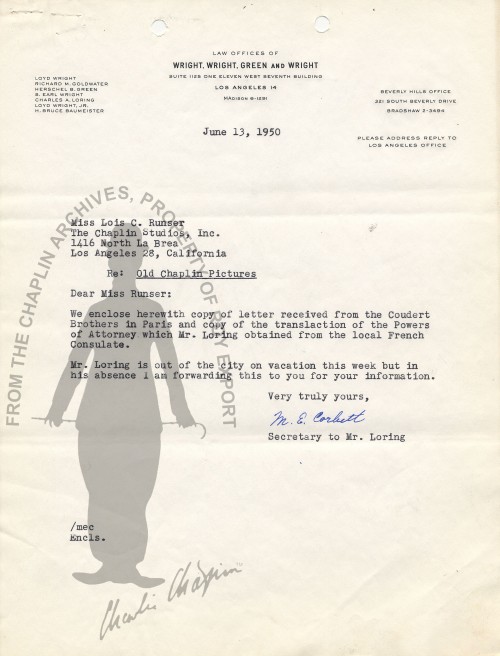 LAW OFFICES OF
WRIGHT, WRIGHT, GREEN AND WRIGHT
SUITE 1125 ONE ELEVEN WEST SEVENTH BUILDING
LOS ANGELES 14
MADISON 6-1291
LOYD WRIGHT
RICHARD M. GOLDWATER
HERSCHEL B. GREEN
S. EARL WRIGHT
CHARLES A. LORING
LOYD WRIGHT, JR.
H. BRUCE BAUMEISTER
BEVERLY HILLS OFFICE
221 SOUTH BEVERLY DRIVE
BRADSHAW 2-3484
PLEASE ADDRESS REPLY TO
LOS ANGELES OFFICE
June 13, 1950
Miss Lois C. Runser
The Chaplin Studios, Inc.
1416 North La Brea
Los Angeles 28, California
Re: Old Chaplin Pictures
Dear Miss Runser:
We enclose herewith copy of letter received from the Coudert
Brothers in Paris and copy of the translaction of the Powers
of Attorney which Mr. Loring obtained from the local French
Consulate.
Mr. Loring is out of the city on vacation this week but in
his absence I am forwarding this to you for your information.
Very truly yours,
M. E. Corbett
Secretary to Mr. Loring
/mec
Encls.
FROM THE CHAPLIN ARCHIVES, PROPERTY OF ROY EXPORT
Charlie Chaplin™